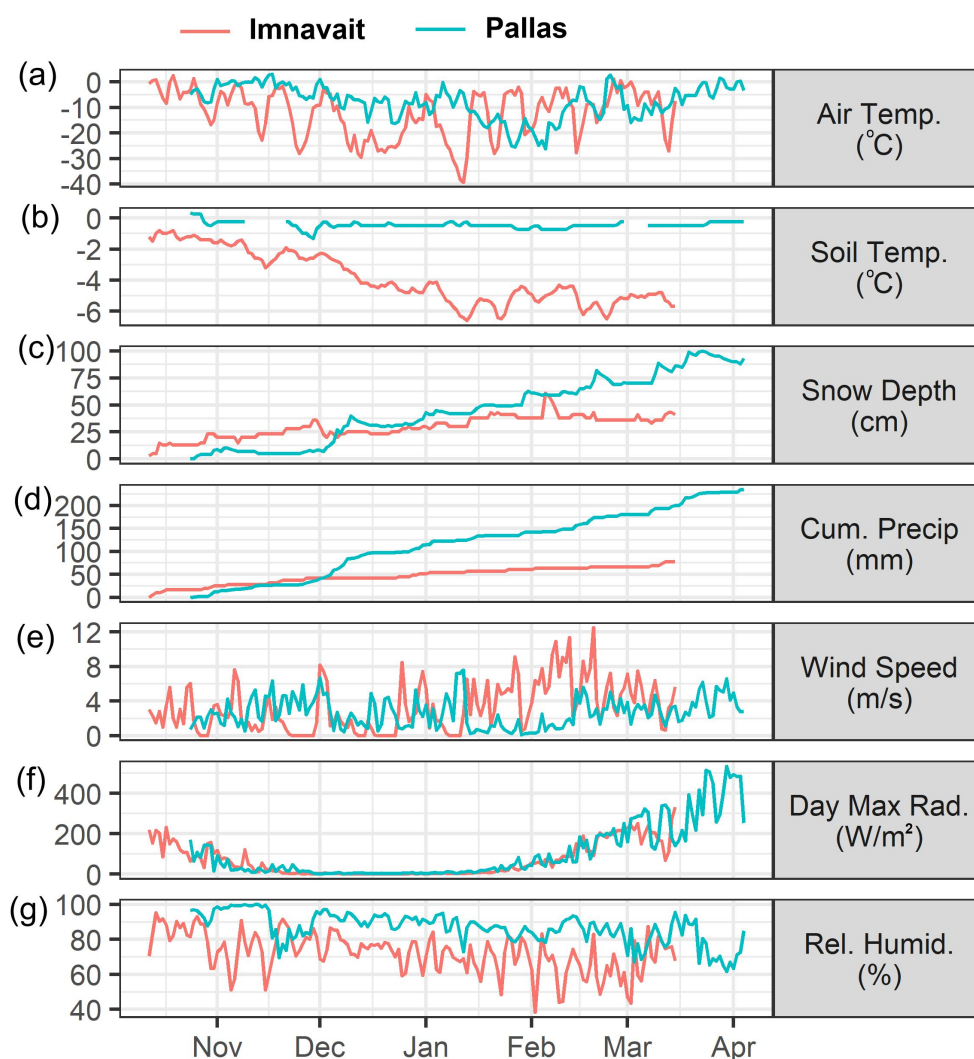 Imnavait Pallas
(a)
0
-10
-20
-30
-40
Air Temp.
(°C)
(b)
0
-2
-4
-6
Soil Temp.
(°C)
(c)
100
75
50
25
0
Snow Depth
(cm)
(d)
200
150
100
50
0
Cum. Precip
(mm)
(e)
12
8
4
0
Wind Speed
(m/s)
(f)
400
200
0
Day Max Rad.
(W/m²)
(g)
100
80
60
40
Rel. Humid.
(%)
Nov Dec Jan Feb Mar Apr